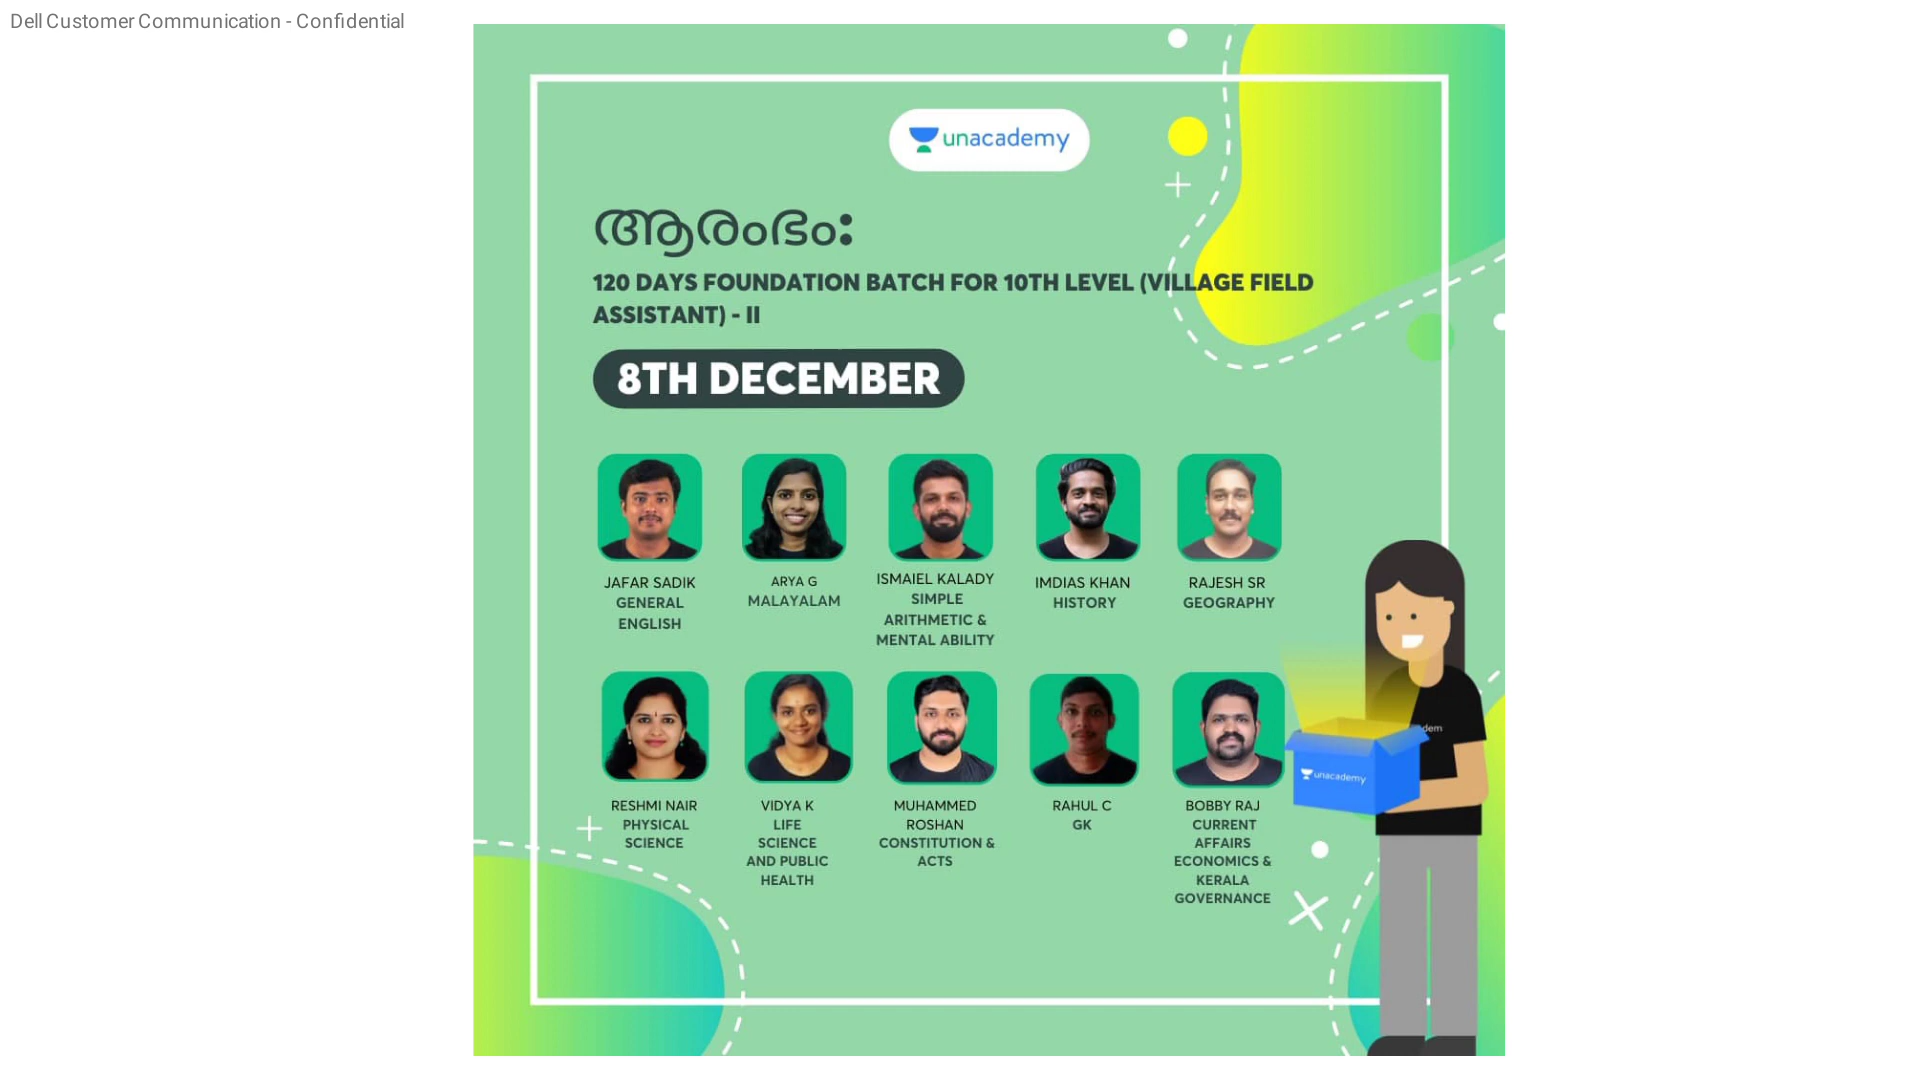 Dell Customer Communication - Confidential
unacademy
ആരംഭം:
120 DAYS FOUNDATION BATCH FOR 10TH LEVEL (VILLAGE FIELD
ASSISTANT) - II
8TH DECEMBER
JAFAR SADIK
GENERAL
ENGLISH
ARYA G
MALAYALAM
ISMAIEL KALADY
SIMPLE
ARITHMETIC &
MENTAL ABILITY
IMDIAS KHAN
HISTORY
RAJESH SR
GEOGRAPHY
RESHMI NAIR
PHYSICAL
SCIENCE
VIDYA K
LIFE
SCIENCE
AND PUBLIC
HEALTH
MUHAMMED
ROSHAN
CONSTITUTION &
ACTS
RAHUL C
GK
BOBBY RAJ
CURRENT
AFFAIRS
ECONOMICS &
KERALA
GOVERNANCE
dem
unacademy